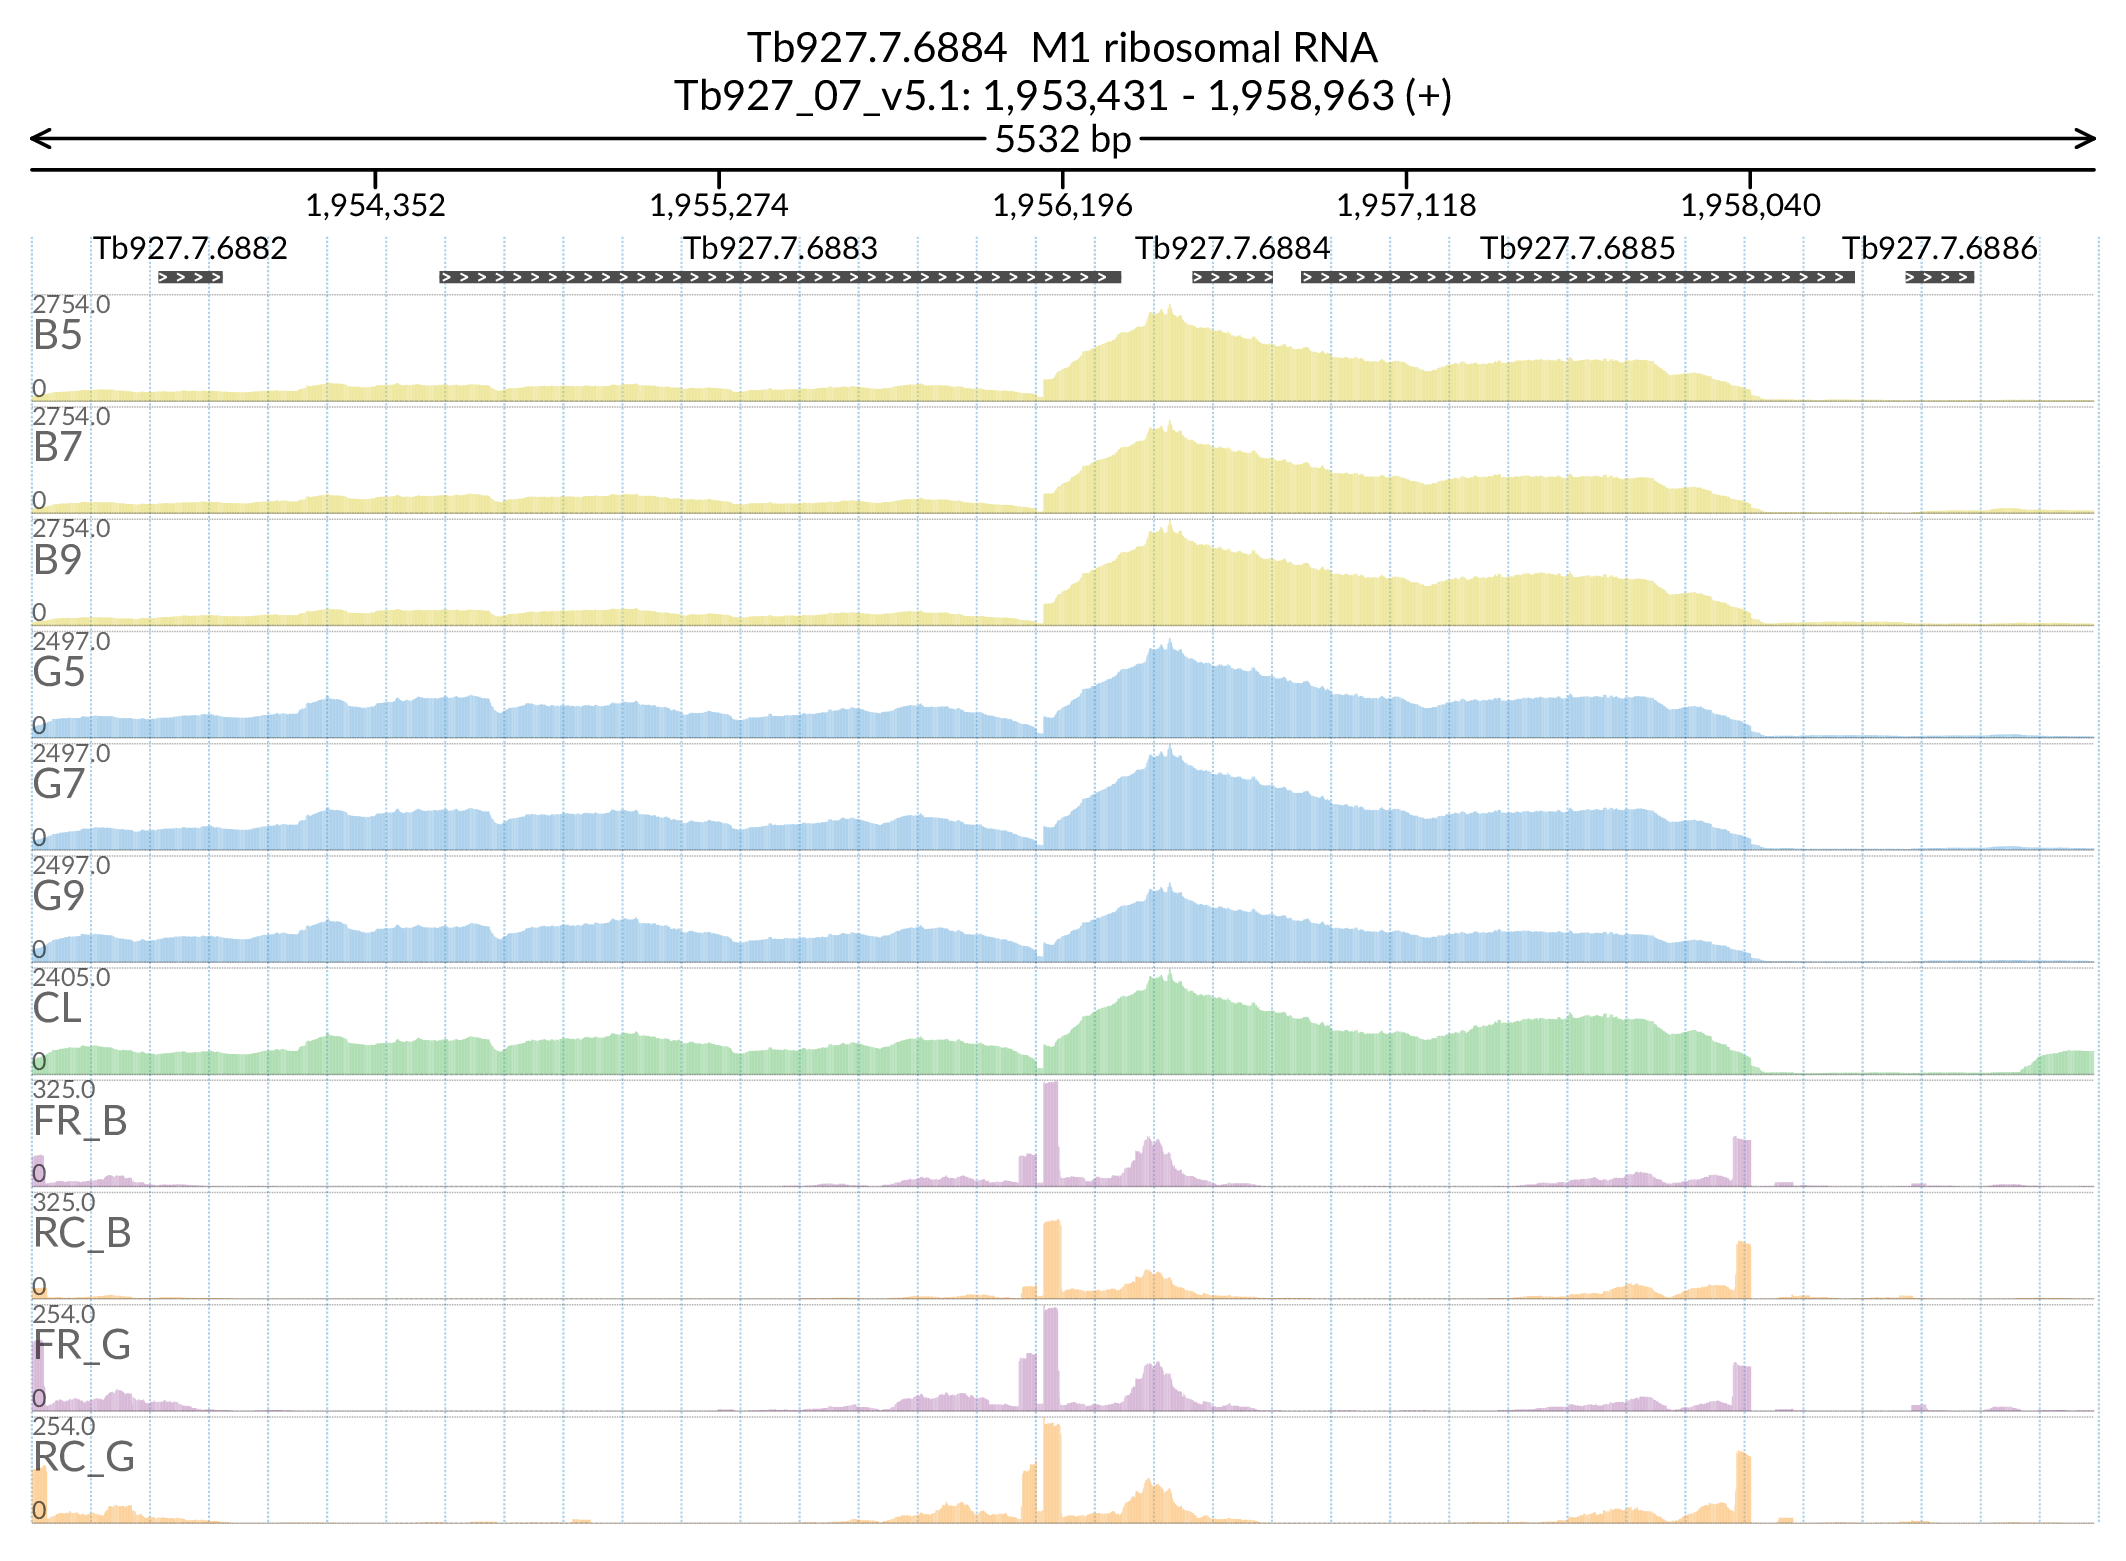 Tb927.7.6884 M1 ribosomal RNA
Tb927_07_v5.1: 1,953,431 - 1,958,963 (+)
5532 bp
1,954,352 1,955,274 1,956,196 1,957,118 1,958,040
Tb927.7.6882 Tb927.7.6883 Tb927.7.6884 Tb927.7.6885 Tb927.7.6886
2754.0
B5
0
2754.0
B7
0
2754.0
B9
0
2497.0
G5
0
2497.0
G7
0
2497.0
G9
0
2405.0
CL
0
325.0
FR_B
0
325.0
RC_B
0
254.0
FR_G
0
254.0
RC_G
0